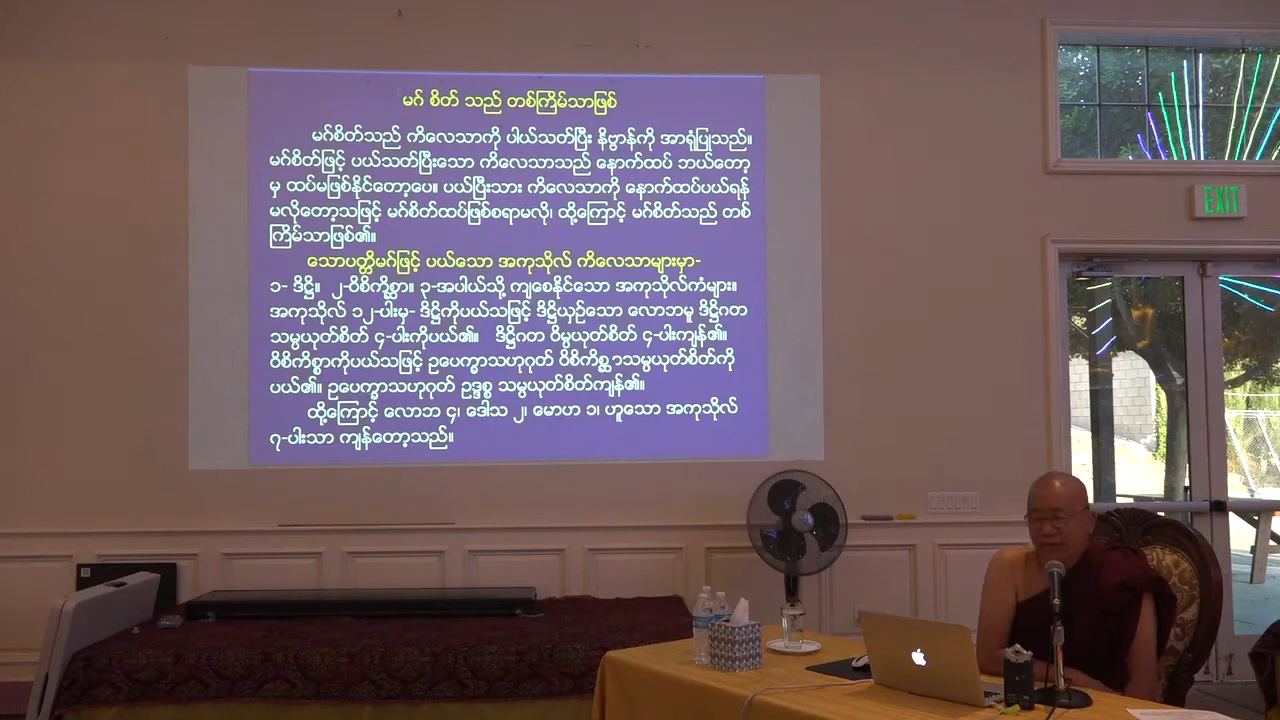 မဂ် စိတ် သည် တစ်ကြိမ်သာဖြစ်
မဂ်စိတ်သည် ကိလေသာကို ပါယ်သတ်ပြီး နိဗ္ဗာန်ကို အာရုံပြုသည်။
မဂ်စိတ်ဖြင့် ပယ်သတ်ပြီးသော ကိလေသာသည် နောက်ထပ် ဘယ်တော့
မှ ထပ်မဖြစ်နိုင်တော့ပေ။ ပယ်ပြီးသား ကိလေသာကို နောက်ထပ်ပယ်ရန်
မလိုတော့သဖြင့် မဂ်စိတ်ထပ်ဖြစ်စရာမလို၊ ထို့ကြောင့် မဂ်စိတ်သည် တစ်
ကြိမ်သာဖြစ်၏။
သောပတ္တိမဂ်ဖြင့် ပယ်သော အကုသိုလ် ကိလေသာများမှာ-
၁- ဒိဋ္ဌိ။ ၂-ဝိစိကိစ္ဆာ။ ၃-အပါယ်သို့ ကျစေနိုင်သော အကုသိုလ်ကံများ။
အကုသိုလ် ၁၂-ပါးမှ- ဒိဋ္ဌိကိုပယ်သဖြင့် ဒိဋ္ဌိယှဉ်သော လောဘမူ ဒိဋ္ဌိဂတ
သမ္ပယုတ်စိတ် ၄-ပါးကိုပယ်၏။ ဒိဋ္ဌိဂတ ဝိပ္ပယုတ်စိတ် ၄-ပါးကျန်၏။
ဝိစိကိစ္ဆာကိုပယ်သဖြင့် ဥပေက္ခာသဟဂုတ် ဝိစိကိစ္ဆာသမ္ပယုတ်စိတ်ကို
ပယ်၏။ ဥပေက္ခာသဟဂုတ် ဥဒ္ဒစ္စ သမ္ပယုတ်စိတ်ကျန်၏။
ထို့ကြောင့် လောဘ ၄၊ ဒေါသ ၂၊ မောဟ ၁၊ ဟူသော အကုသိုလ်
၇-ပါးသာ ကျန်တော့သည်။
EXIT